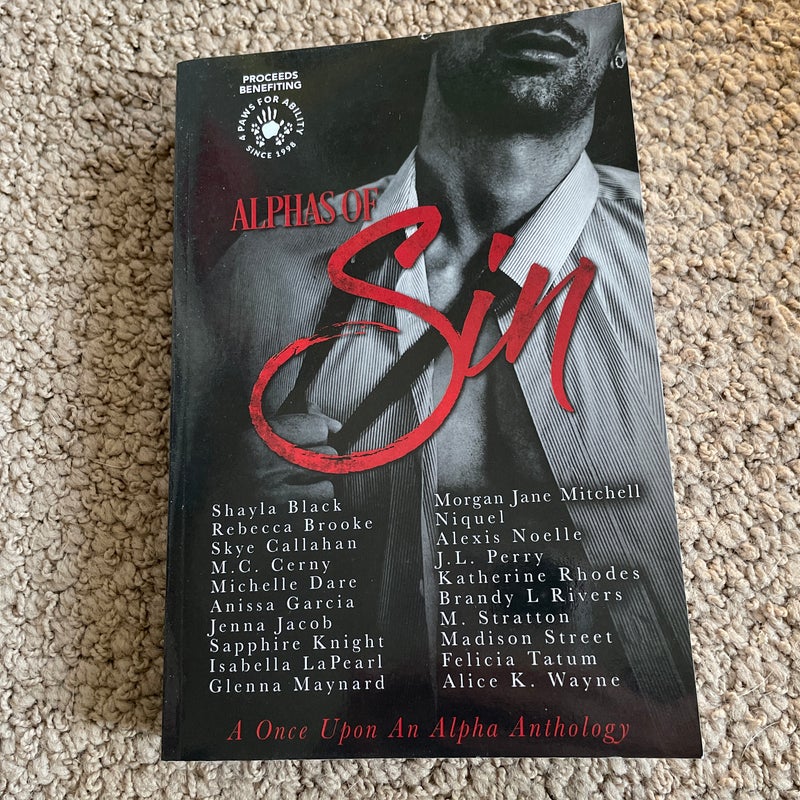 PROCEEDS
BENEFITING
4 PAWS FOR ABILITY
SINCE 1998
ALPHAS OF
Sin
Shayla Black
Rebecca Brooke
Skye Callahan
M.C. Cerny
Michelle Dare
Anissa Garcia
Jenna Jacob
Sapphire Knight
Isabella LaPearl
Glenna Maynard
Morgan Jane Mitchell
Niquel
Alexis Noelle
J.L. Perry
Katherine Rhodes
Brandy L Rivers
M. Stratton
Madison Street
Felicia Tatum
Alice K. Wayne
A Once Upon An Alpha Anthology